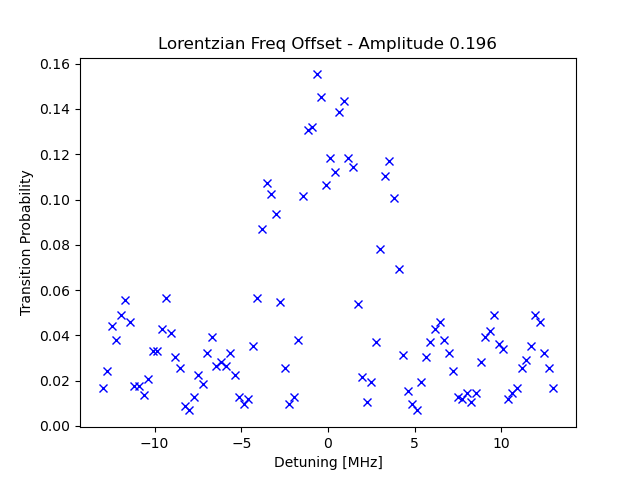 Lorentzian Freq Offset - Amplitude 0.196
Transition Probability
0.16
0.14
0.12
0.10
0.08
0.06
0.04
0.02
0.00
−10 −5 0 5 10
Detuning [MHz]